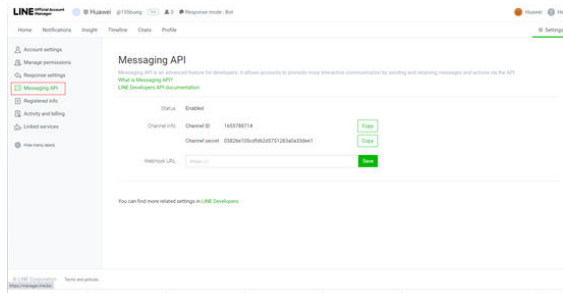 LINE Official Account Manager
Huawei @155buerg Response mode : Bot
Huawei
Home Notifications Insight Timeline Chats Profile Settings
Account settings
Manage permissions
Response settings
Messaging API
Registered info
Activity and billing
Linked services
Hide menu labels
Messaging API
Messaging API is an advanced feature for developers. It allows accounts to promote more interactive communication by sending and receiving messages and actions via the API.
What is Messaging API?
LINE Developers API documentation
Status Enabled
Channel info Channel ID 1655789714 Copy
Channel secret Copy
Webhook URL https:// Save
You can find more related settings in LINE Developers.
© LINE Corporation Terms and policies